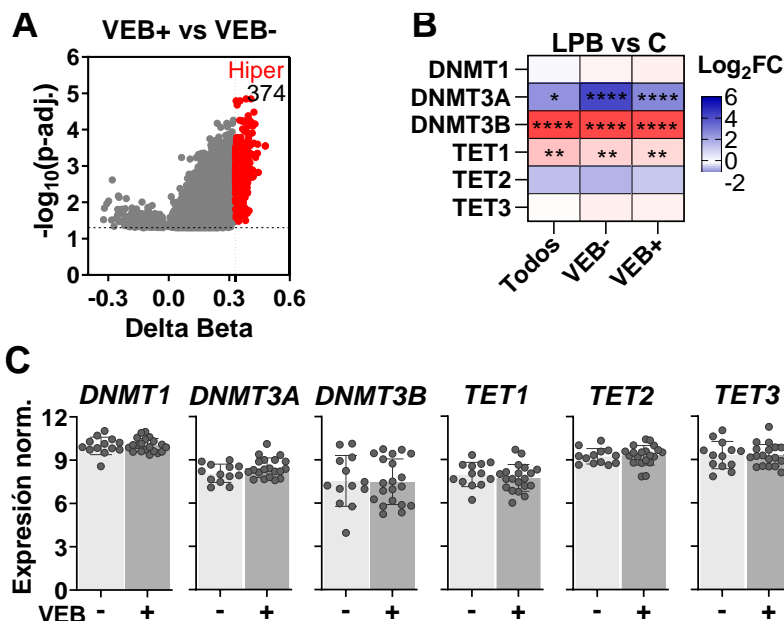 A
VEB+ vs VEB-
Hiper
374
-log10(p-adj.)
6
5
4
3
2
1
0
-0.3 0.0 0.3 0.6
Delta Beta
B
LPB vs C
DNMT1
DNMT3A * **** ****
DNMT3B **** **** ****
TET1 ** ** **
TET2
TET3
Todos VEB- VEB+
Log2FC
6
4
2
0
-2
C
DNMT1 DNMT3A DNMT3B TET1 TET2 TET3
Expresión norm.
12
9
6
3
0
VEB - + - + - + - + - + - +